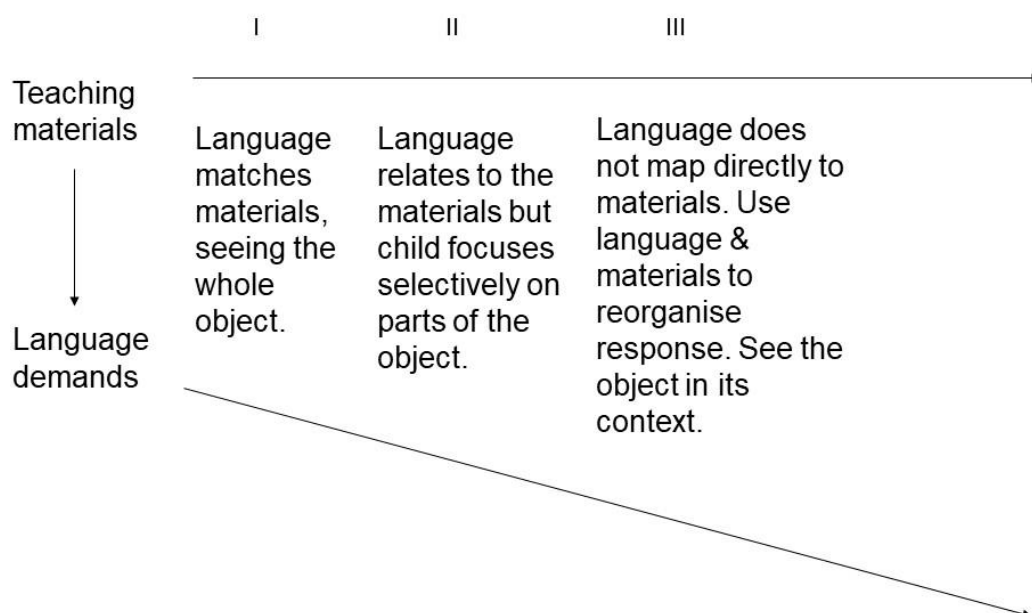 I II III
Teaching
materials
Language
demands
Language
matches
materials,
seeing the
whole
object.
Language
relates to the
materials but
child focuses
selectively on
parts of the
object.
Language does
not map directly to
materials. Use
language &
materials to
reorganise
response. See the
object in its
context.